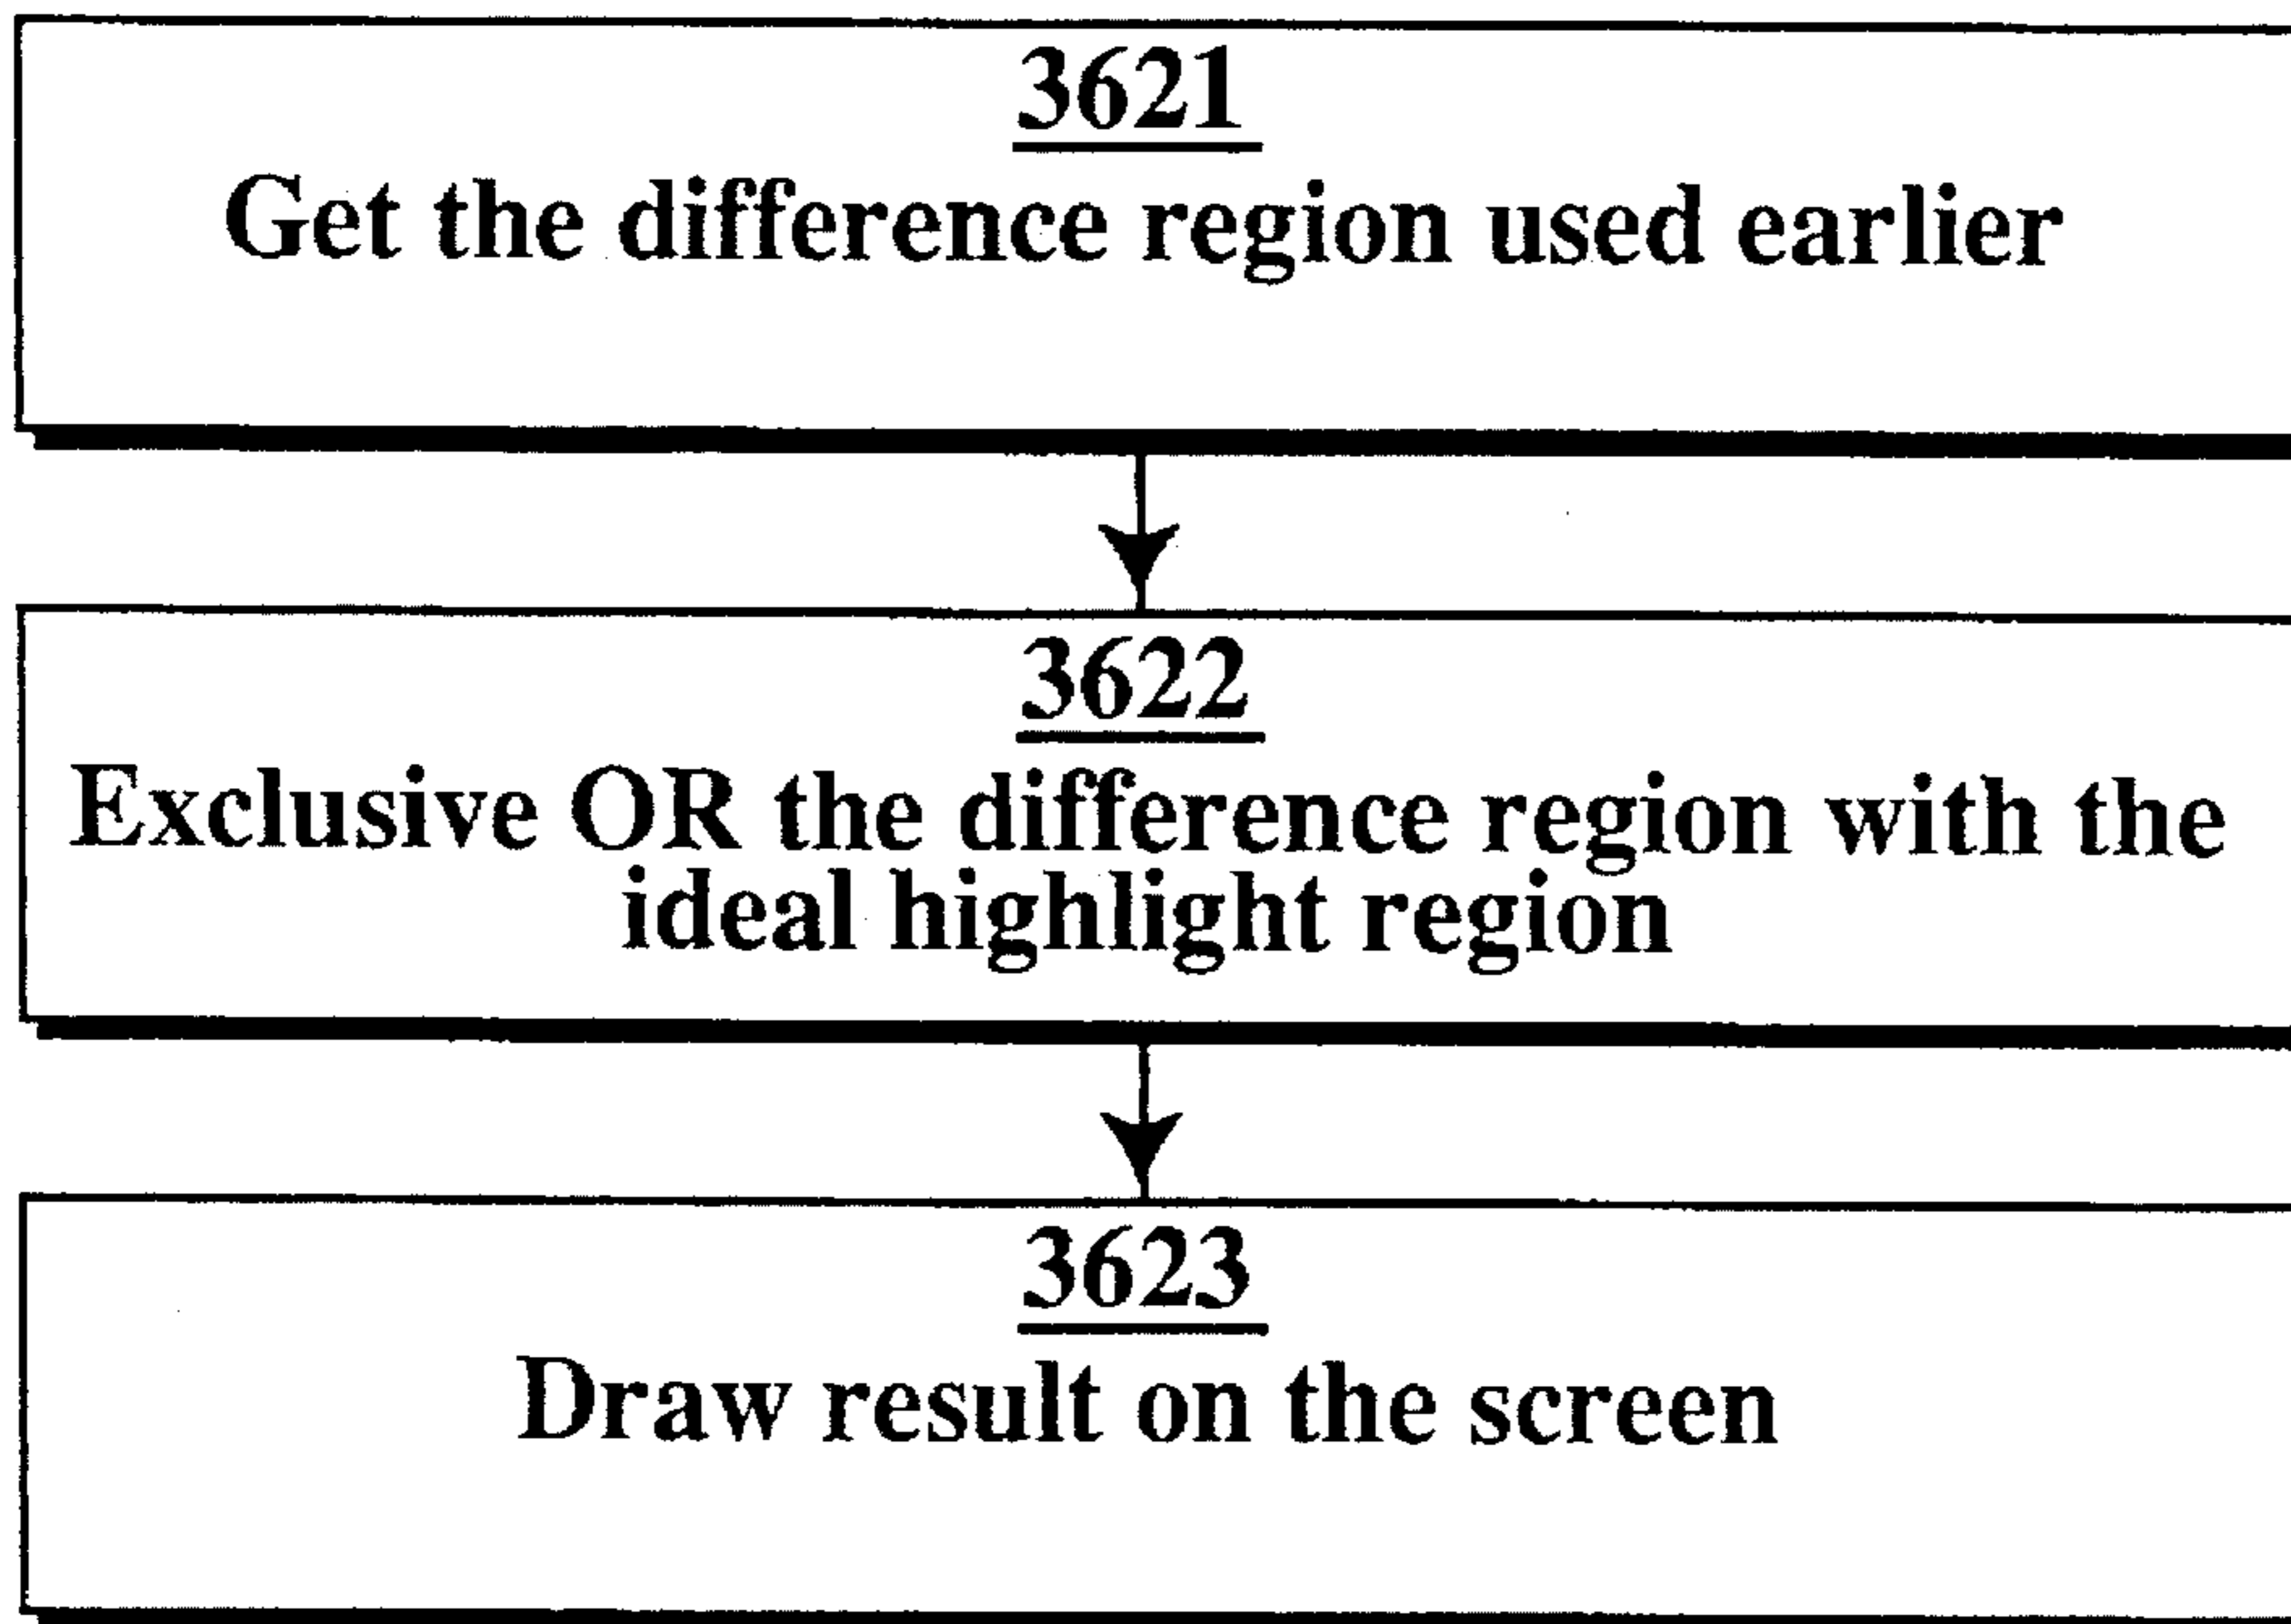 3621
Get the difference region used earlier
3622
Exclusive OR the difference region with the
ideal highlight region
3623
Draw result on the screen